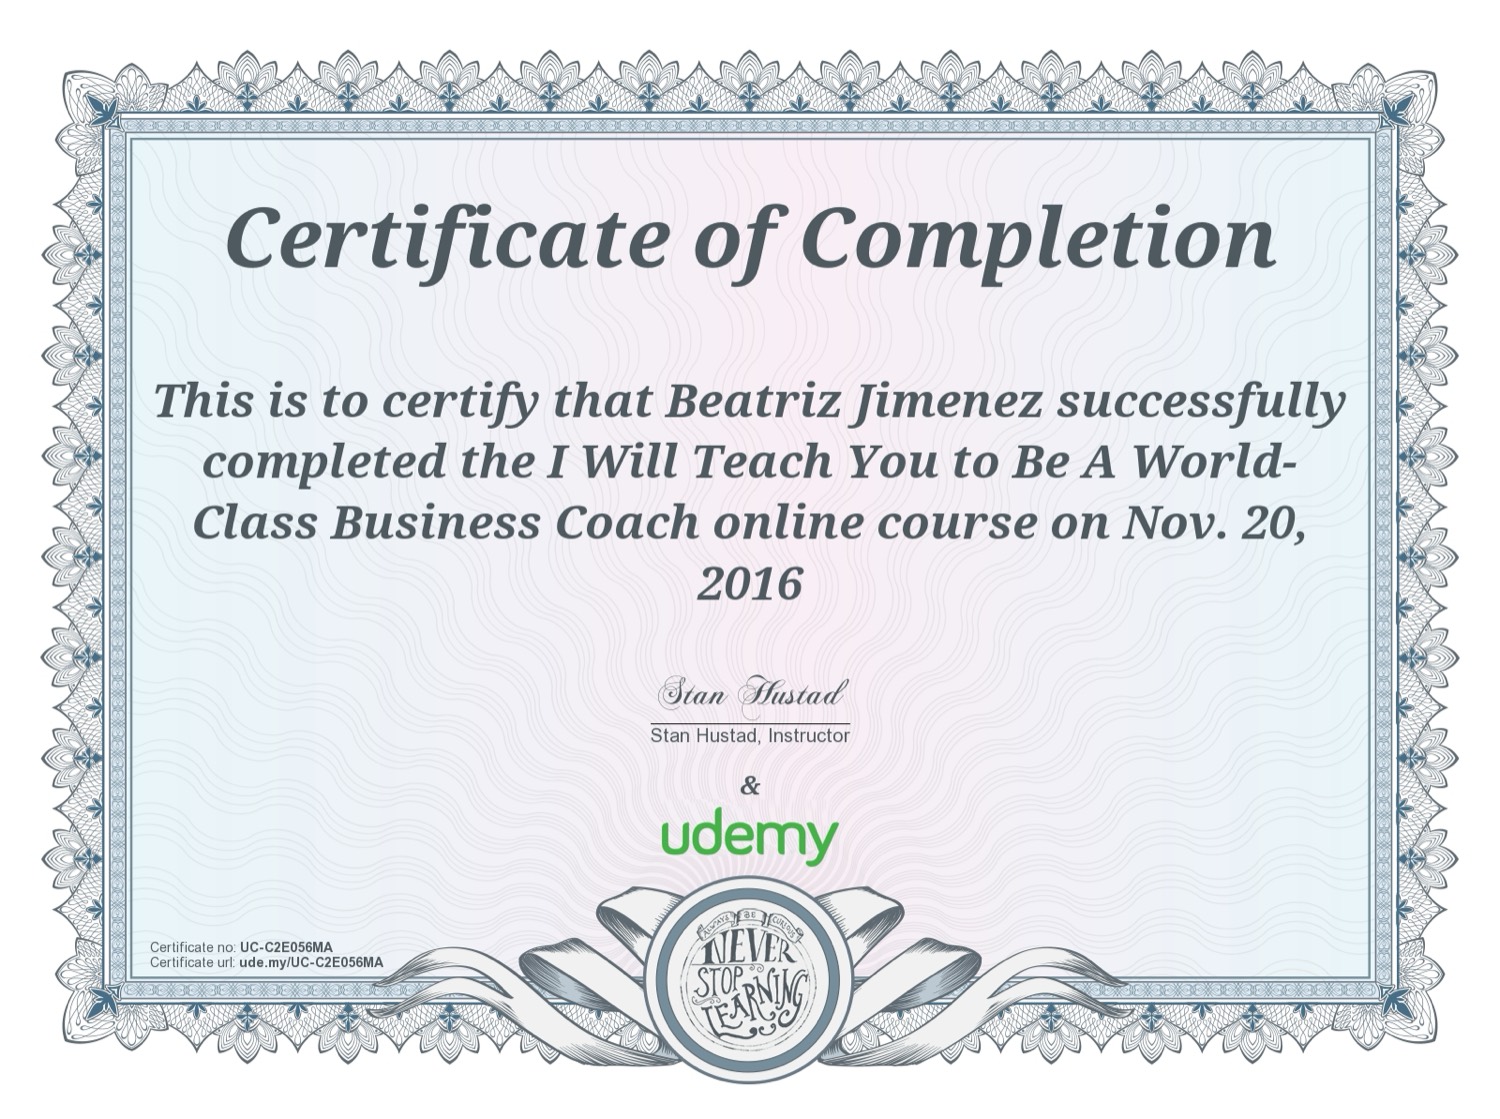 Certificate of Completion
This is to certify that Beatriz Jimenez successfully
completed the I Will Teach You to Be A World-
Class Business Coach online course on Nov. 20,
2016
Stan Hustad
Stan Hustad, Instructor
&
udemy
Certificate no: UC-C2E056MA
Certificate url: ude.my/UC-C2E056MA
ALWAYS BE CURIOUS
NEVER
STOP
LEARNING